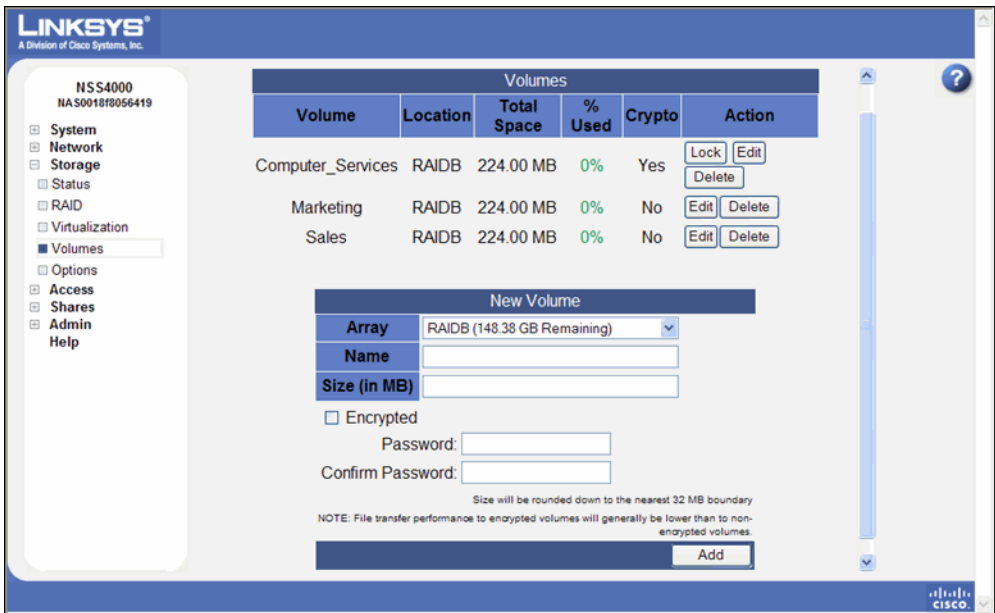 LINKSYS®
A Division of Cisco Systems, Inc.
NSS4000
NAS0018f8056419
System
Network
Storage
Status
RAID
Virtualization
Volumes
Options
Access
Shares
Admin
Help
Volumes
Volume Location Total Space % Used Crypto Action
Computer_Services RAIDB 224.00 MB 0% Yes Lock Edit Delete
Marketing RAIDB 224.00 MB 0% No Edit Delete
Sales RAIDB 224.00 MB 0% No Edit Delete
New Volume
Array RAIDB (148.38 GB Remaining)
Name
Size (in MB)
Encrypted
Password:
Confirm Password:
Size will be rounded down to the nearest 32 MB boundary
NOTE: File transfer performance to encrypted volumes will generally be lower than to non-
encrypted volumes.
Add
?
CISCO.